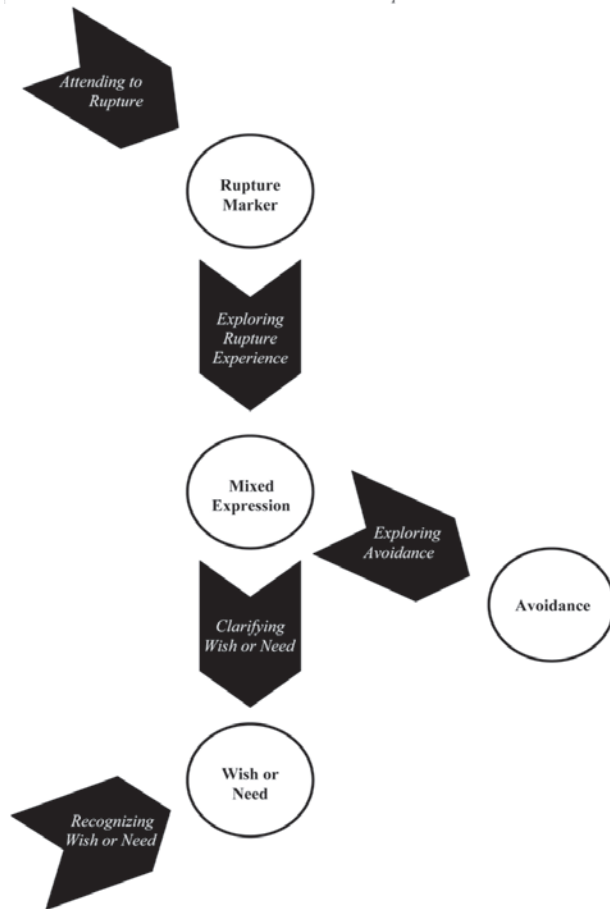 Attending to
Rupture
Rupture
Marker
Exploring
Rupture
Experience
Mixed
Expression
Exploring
Avoidance
Avoidance
Clarifying
Wish or Need
Wish or
Need
Recognizing
Wish or Need